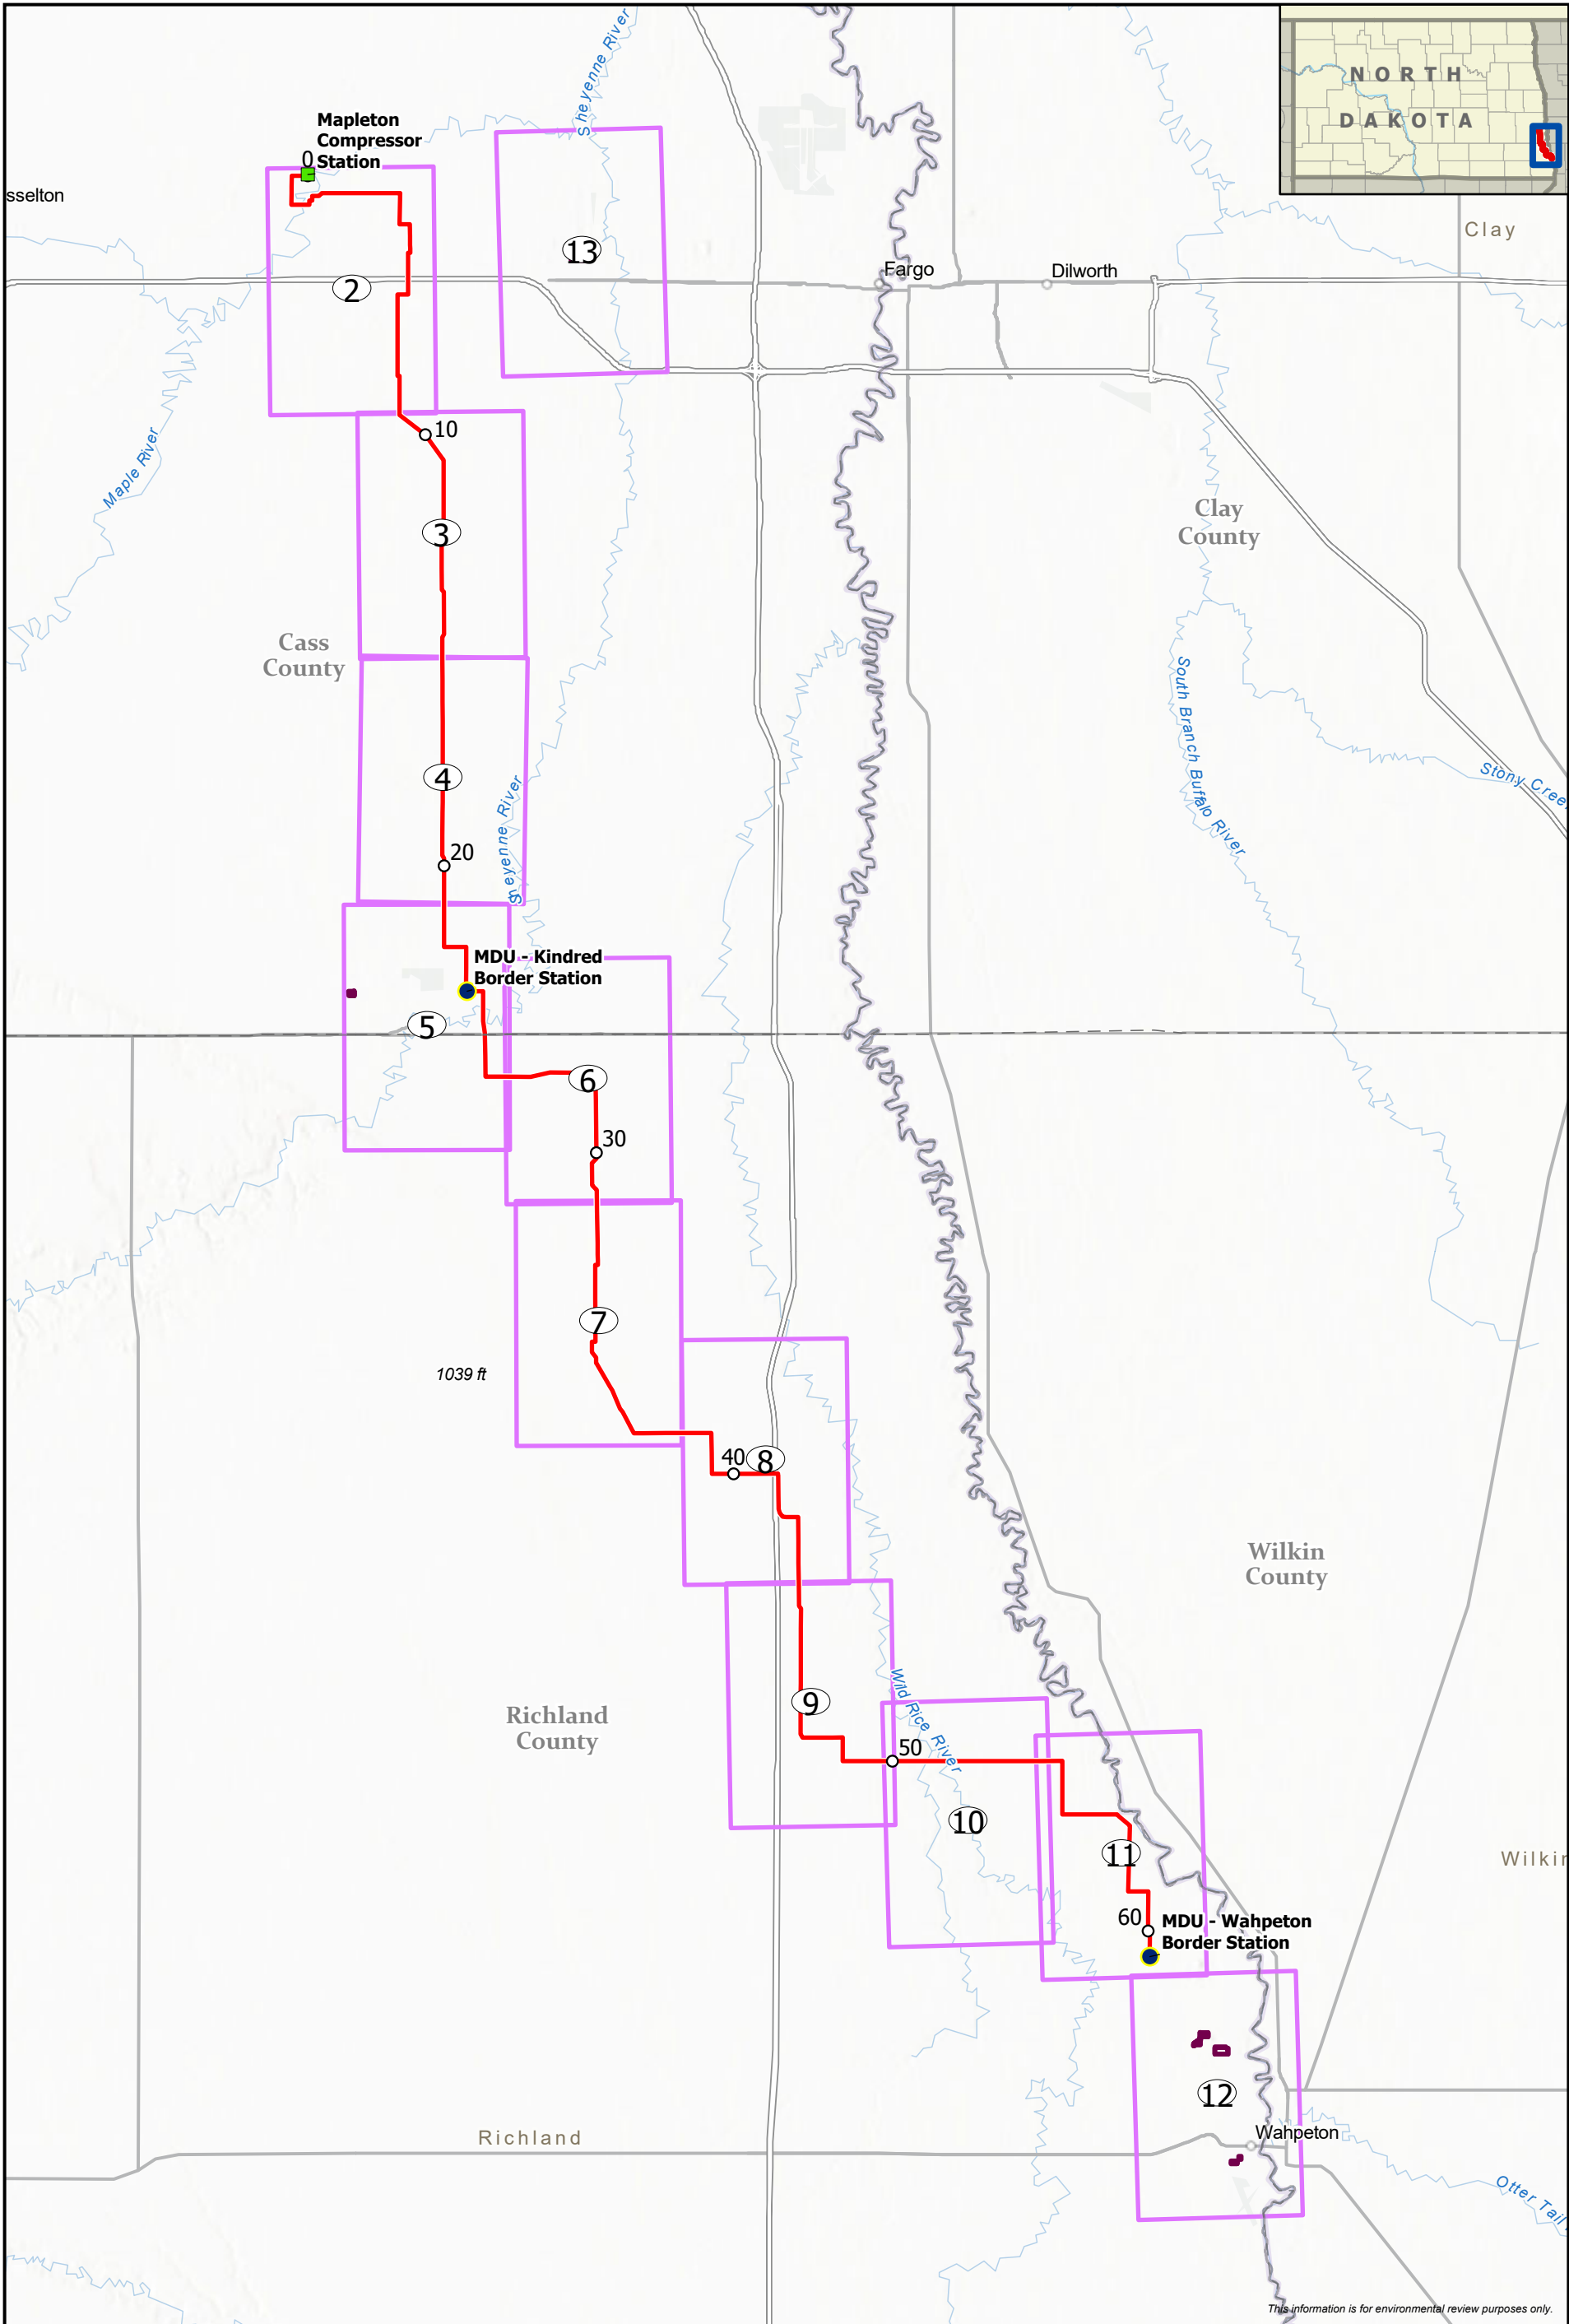 Sheyenne River
NORTH
DAKOTA
Mapleton
Compressor
Station
0
sselton
Clay
13
Fargo
Dilworth
2
10
Maple River
3
Clay
County
Cass
County
South Branch Buffalo River
4
Stony Cree
Sheyenne River
20
MDU - Kindred
Border Station
5
6
30
7
1039 ft
40
8
Wilkin
County
Wild Rice River
9
Richland
County
50
10
11
Wilkin
60
MDU - Wahpeton
Border Station
12
Wahpeton
Richland
Otter Tail
This information is for environmental review purposes only.